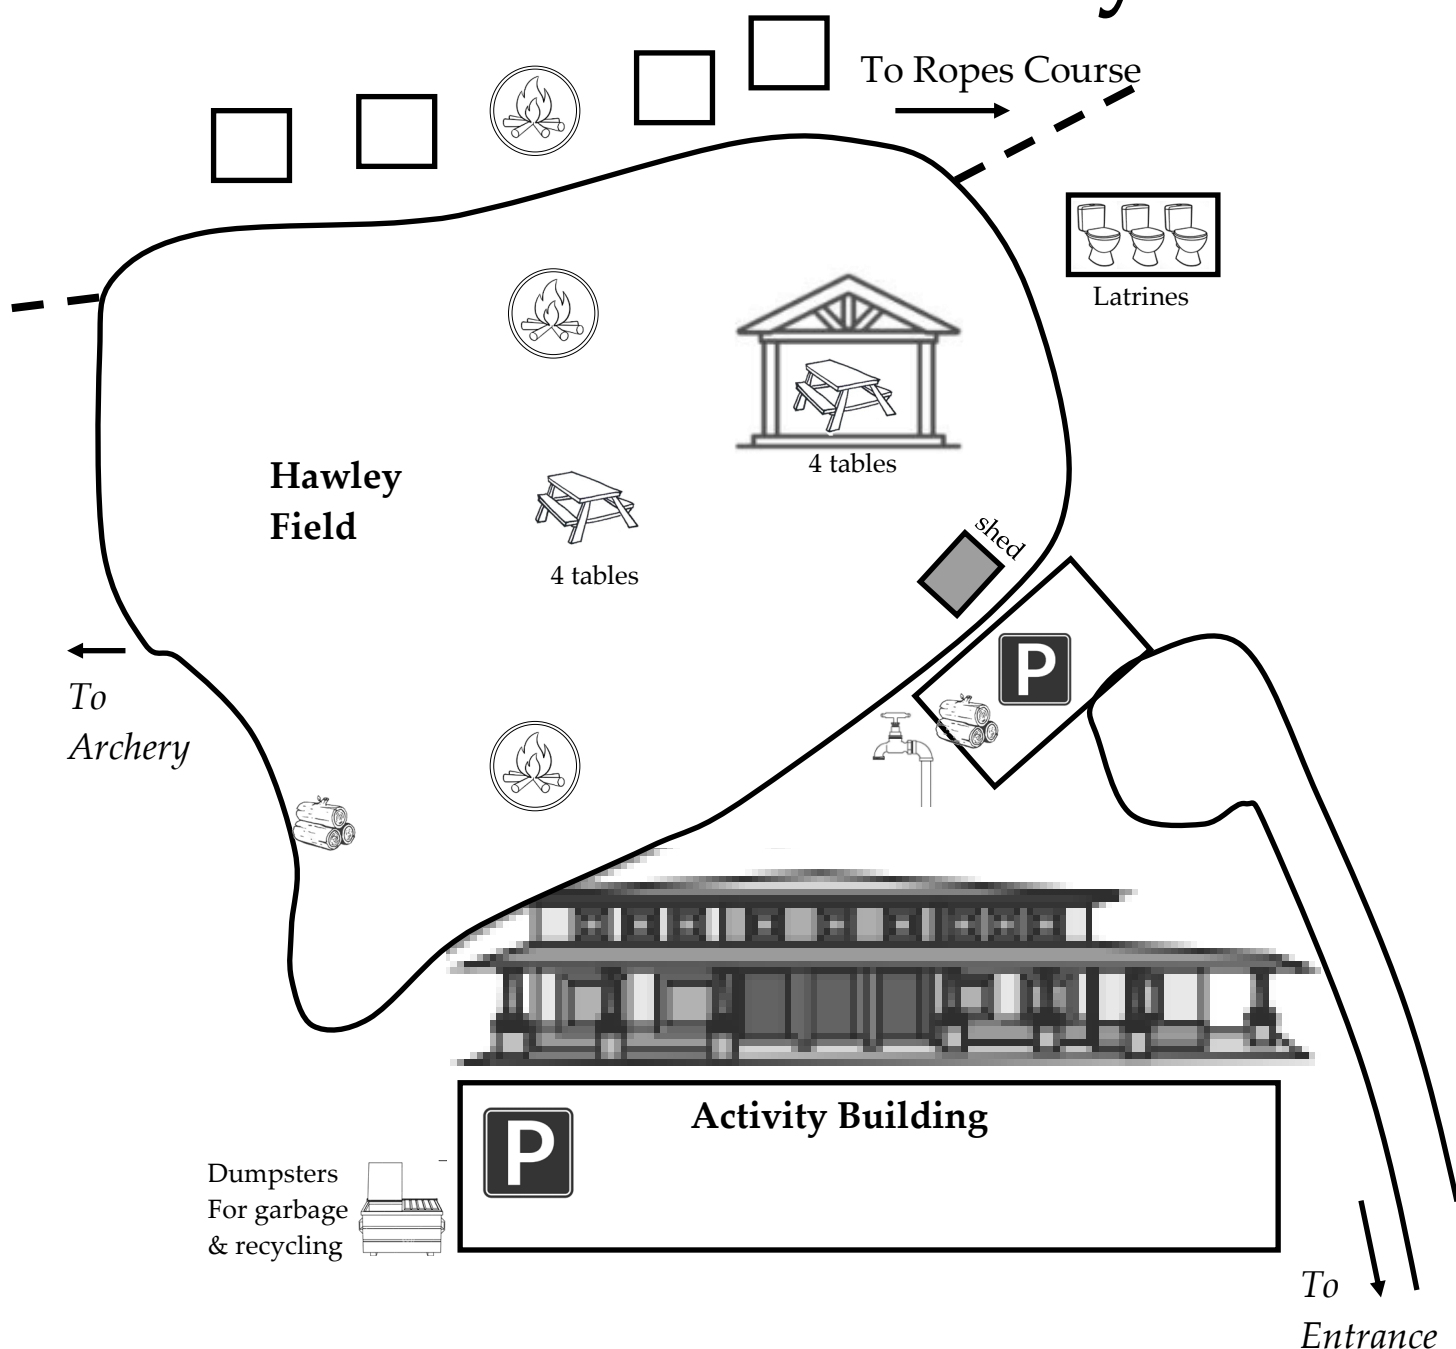 To Ropes Course
Latrines
4 tables
Hawley
Field
shed
4 tables
P
To
Archery
Activity Building
P
Dumpsters
For garbage
& recycling
To
Entrance